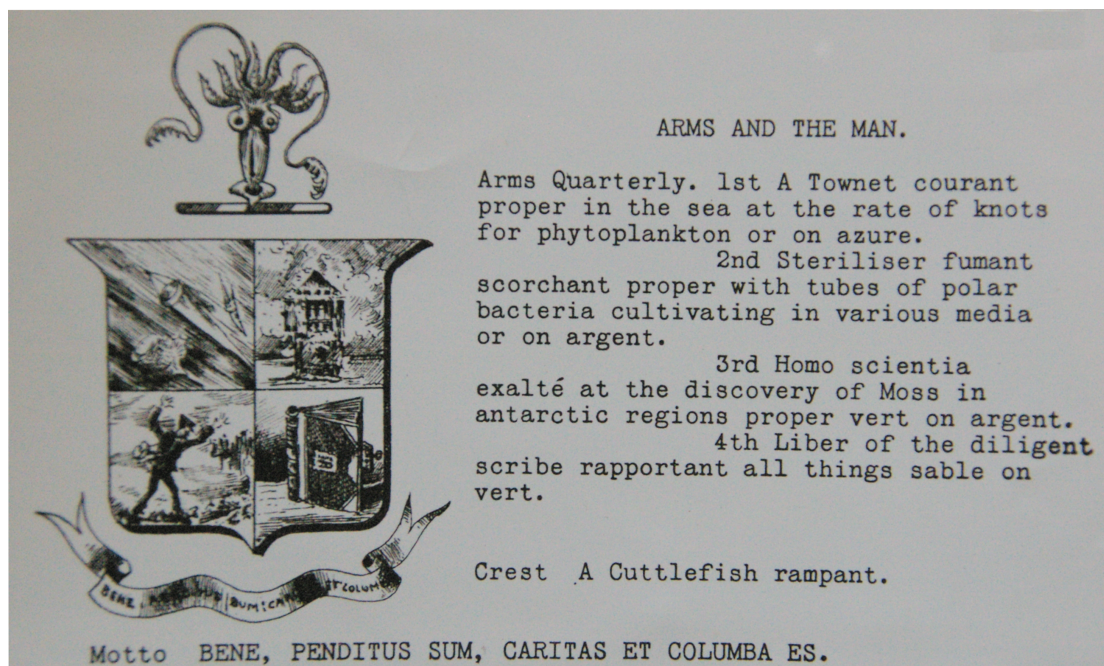 ARMS AND THE MAN.
Arms Quarterly. 1st A Townet courant
proper in the sea at the rate of knots
for phytoplankton or on azure.
2nd Steriliser fumant
scorchant proper with tubes of polar
bacteria cultivating in various media
or on argent.
3rd Homo scientia
exalté at the discovery of Moss in
antarctic regions proper vert on argent.
4th Liber of the diligent
scribe rapportant all things sable on
vert.
Crest A Cuttlefish rampant.
BENE
Motto BENE, PENDITUS SUM, CARITAS ET COLUMBA ES.